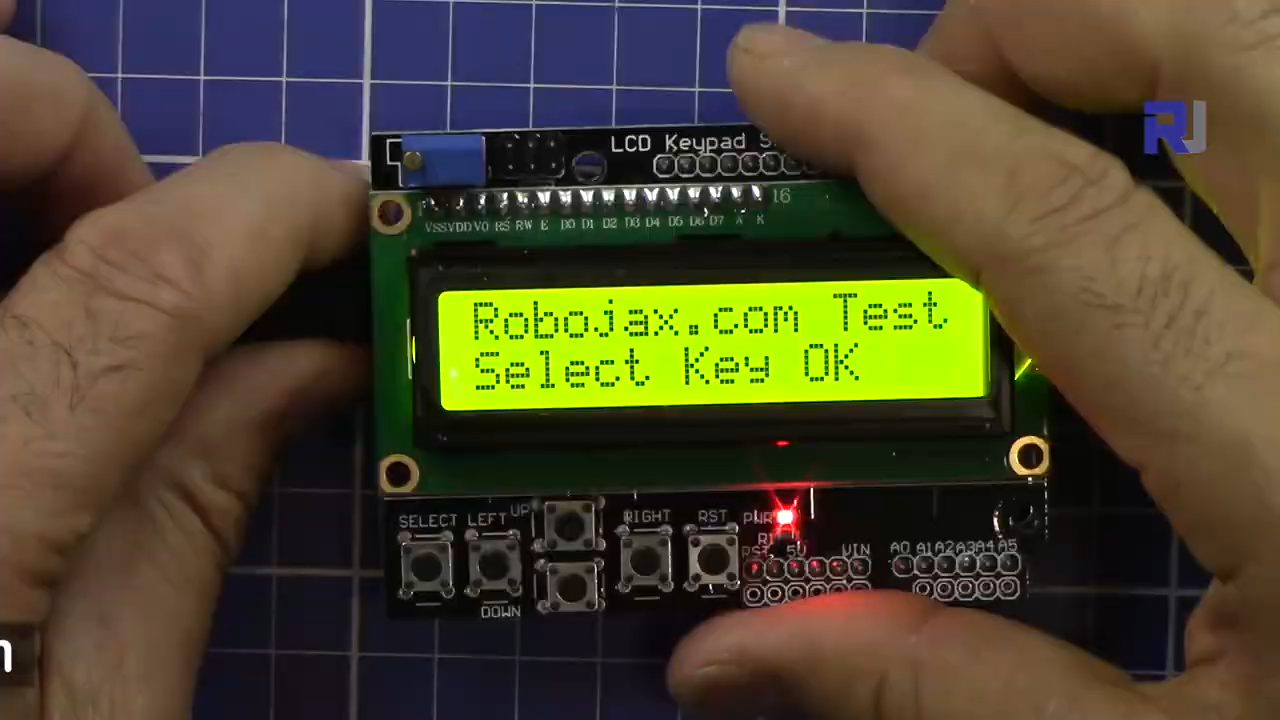 RJ
LCD Keypad S
1
16
VSS VDD V0 RS RW E D0 D1 D2 D3 D4 D5 D6 D7 A K
Robojax.com Test
Select Key OK
SELECT LEFT UP RIGHT RST PWR
RST 5V VIN A0 A1 A2 A3 A4 A5
DOWN